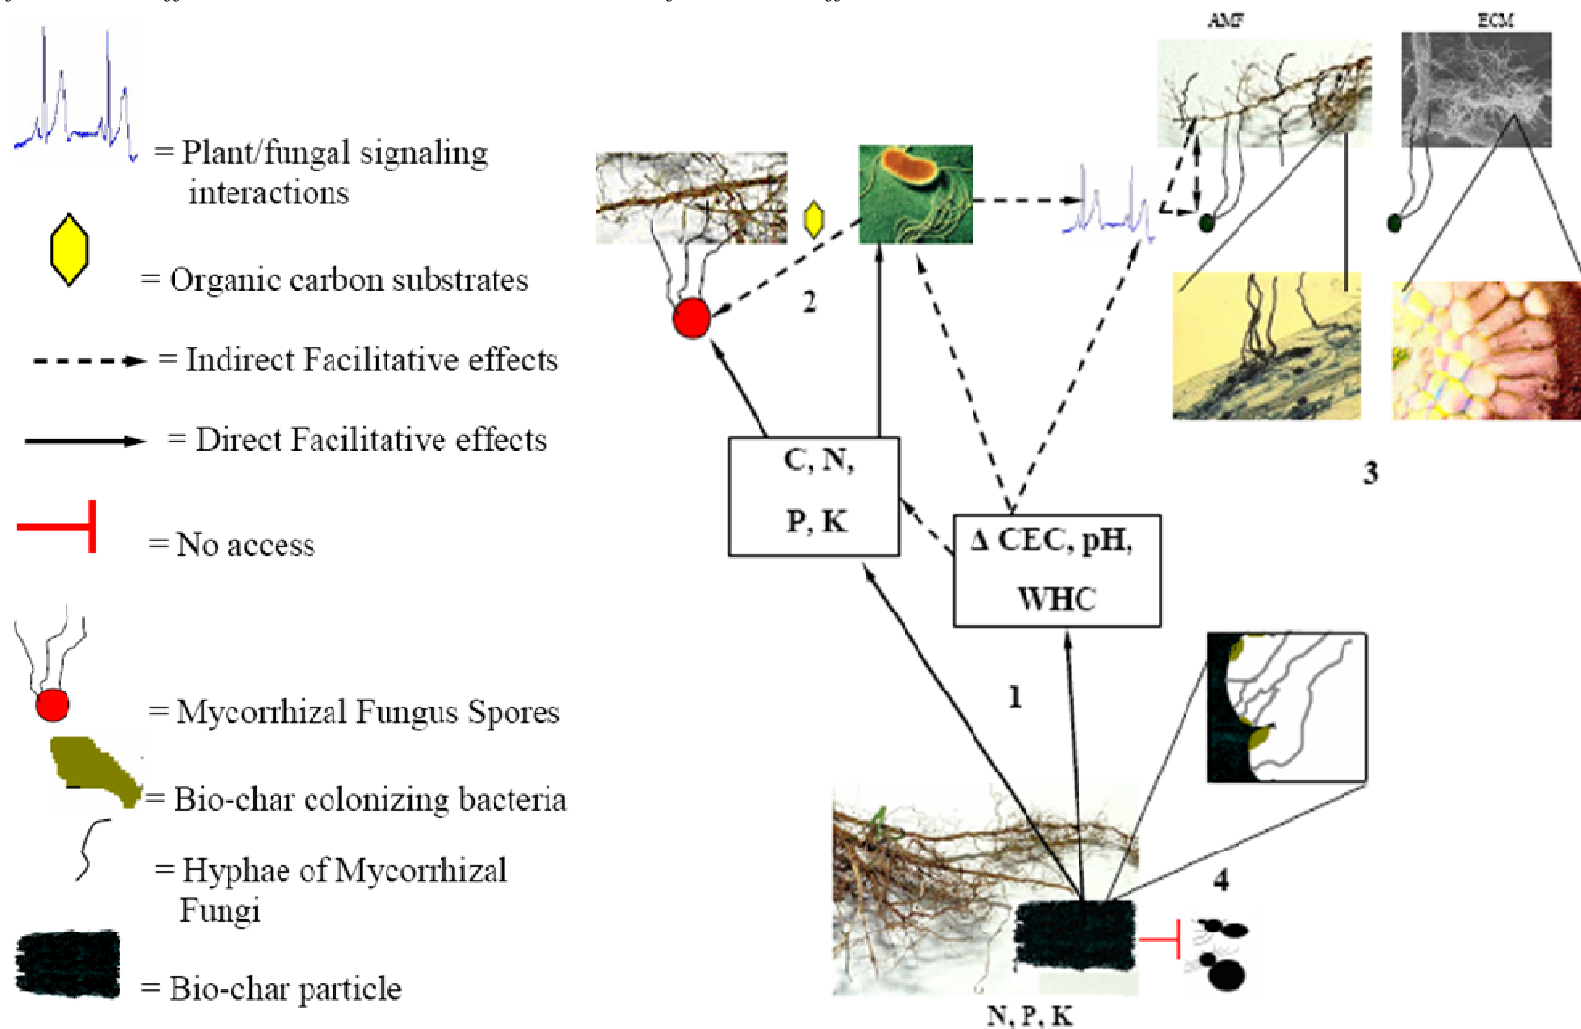 = Plant/fungal signaling
interactions
= Organic carbon substrates
= Indirect Facilitative effects
= Direct Facilitative effects
= No access
= Mycorrhizal Fungus Spores
= Bio-char colonizing bacteria
= Hyphae of Mycorrhizal
Fungi
= Bio-char particle
AMF
ECM
2
3
C, N,
P, K
Δ CEC, pH,
WHC
1
4
N, P, K